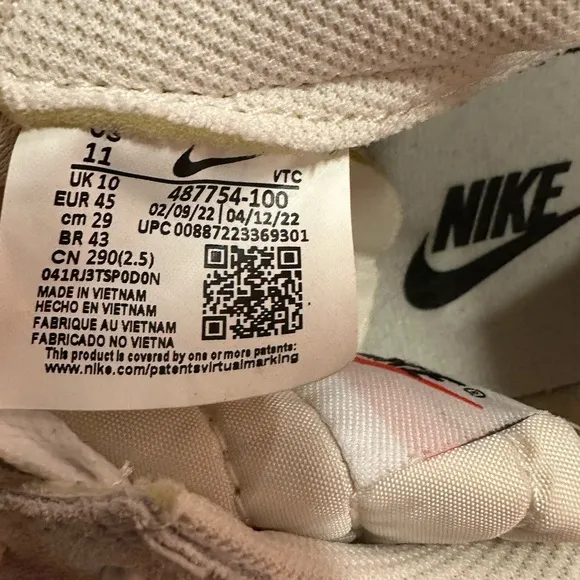 US
11
VTC
UK 10
487754-100
EUR 45
02/09/22 | 04/12/22
cm 29
UPC 00887223369301
BR 43
CN 290(2.5)
041RJ3TSP0D0N
MADE IN VIETNAM
HECHO EN VIETNAM
FABRIQUE AU VIETNAM
FABRICADO NO VIETNA
This product is covered by one or more patents:
www.nike.com/patentsvirtualmarking
NIKE
®